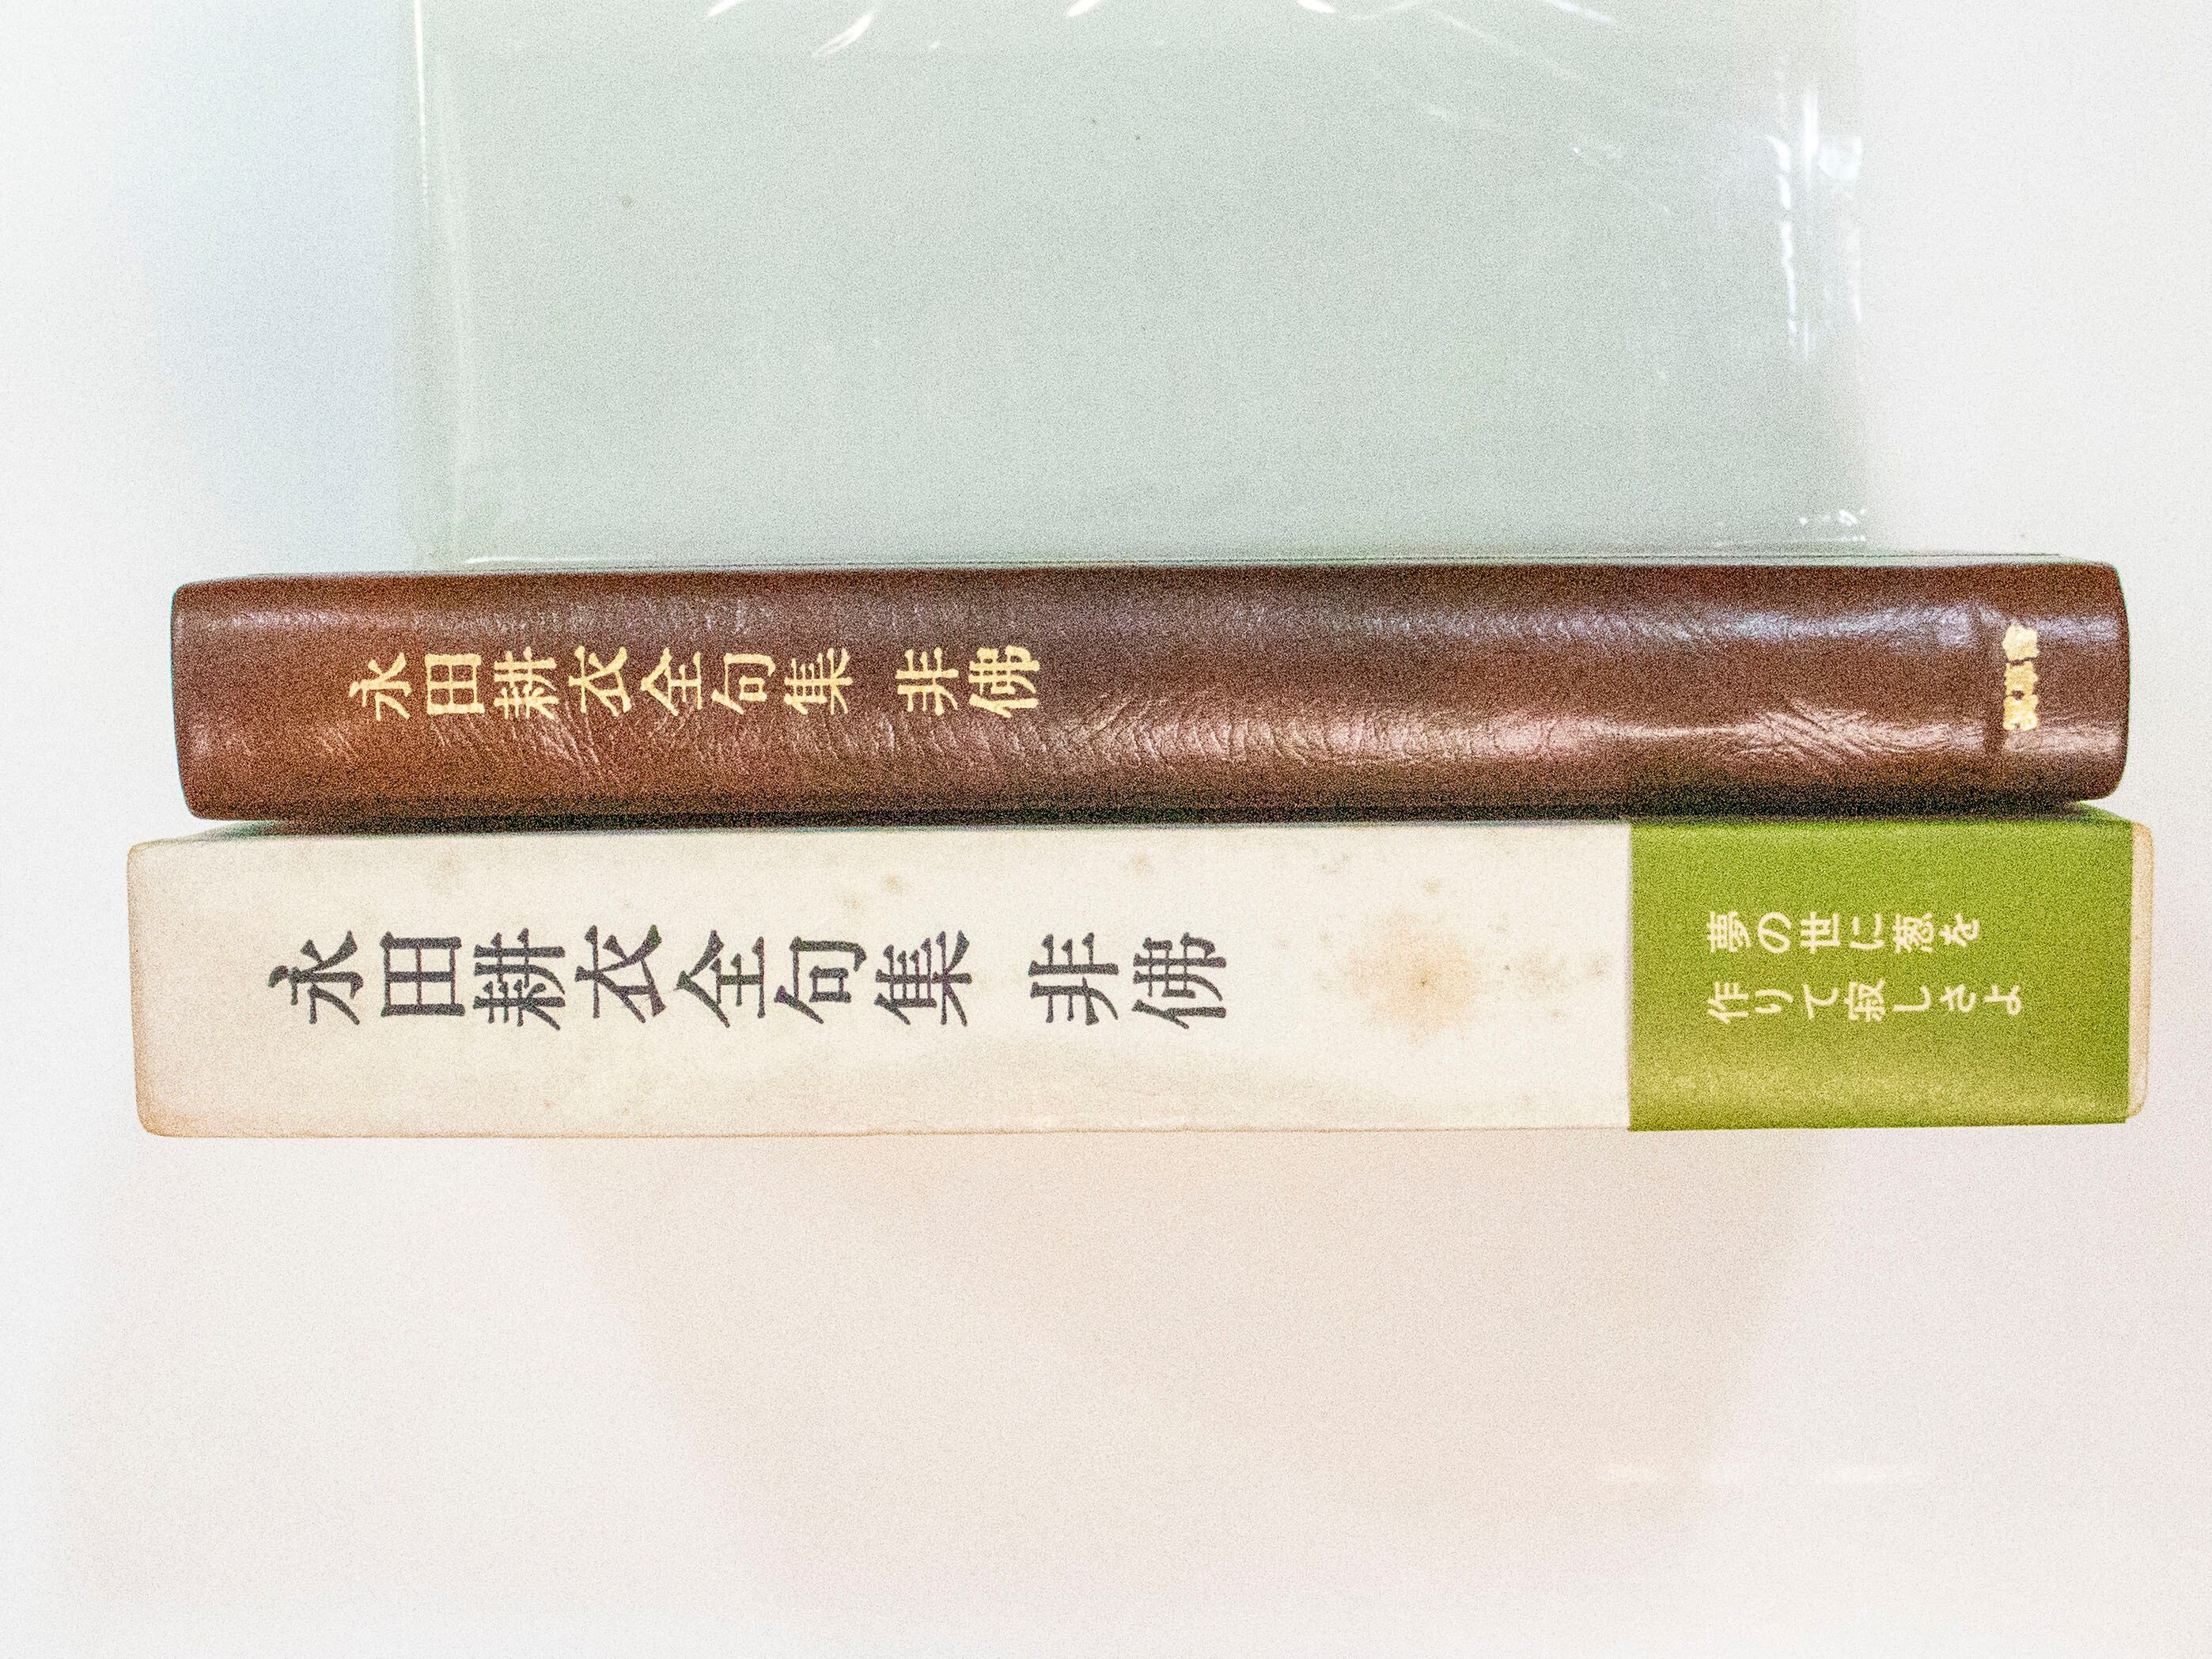 永田耕衣全句集 非佛
永田耕衣全句集 非佛
夢の世に葱を
作りて寂しさよ